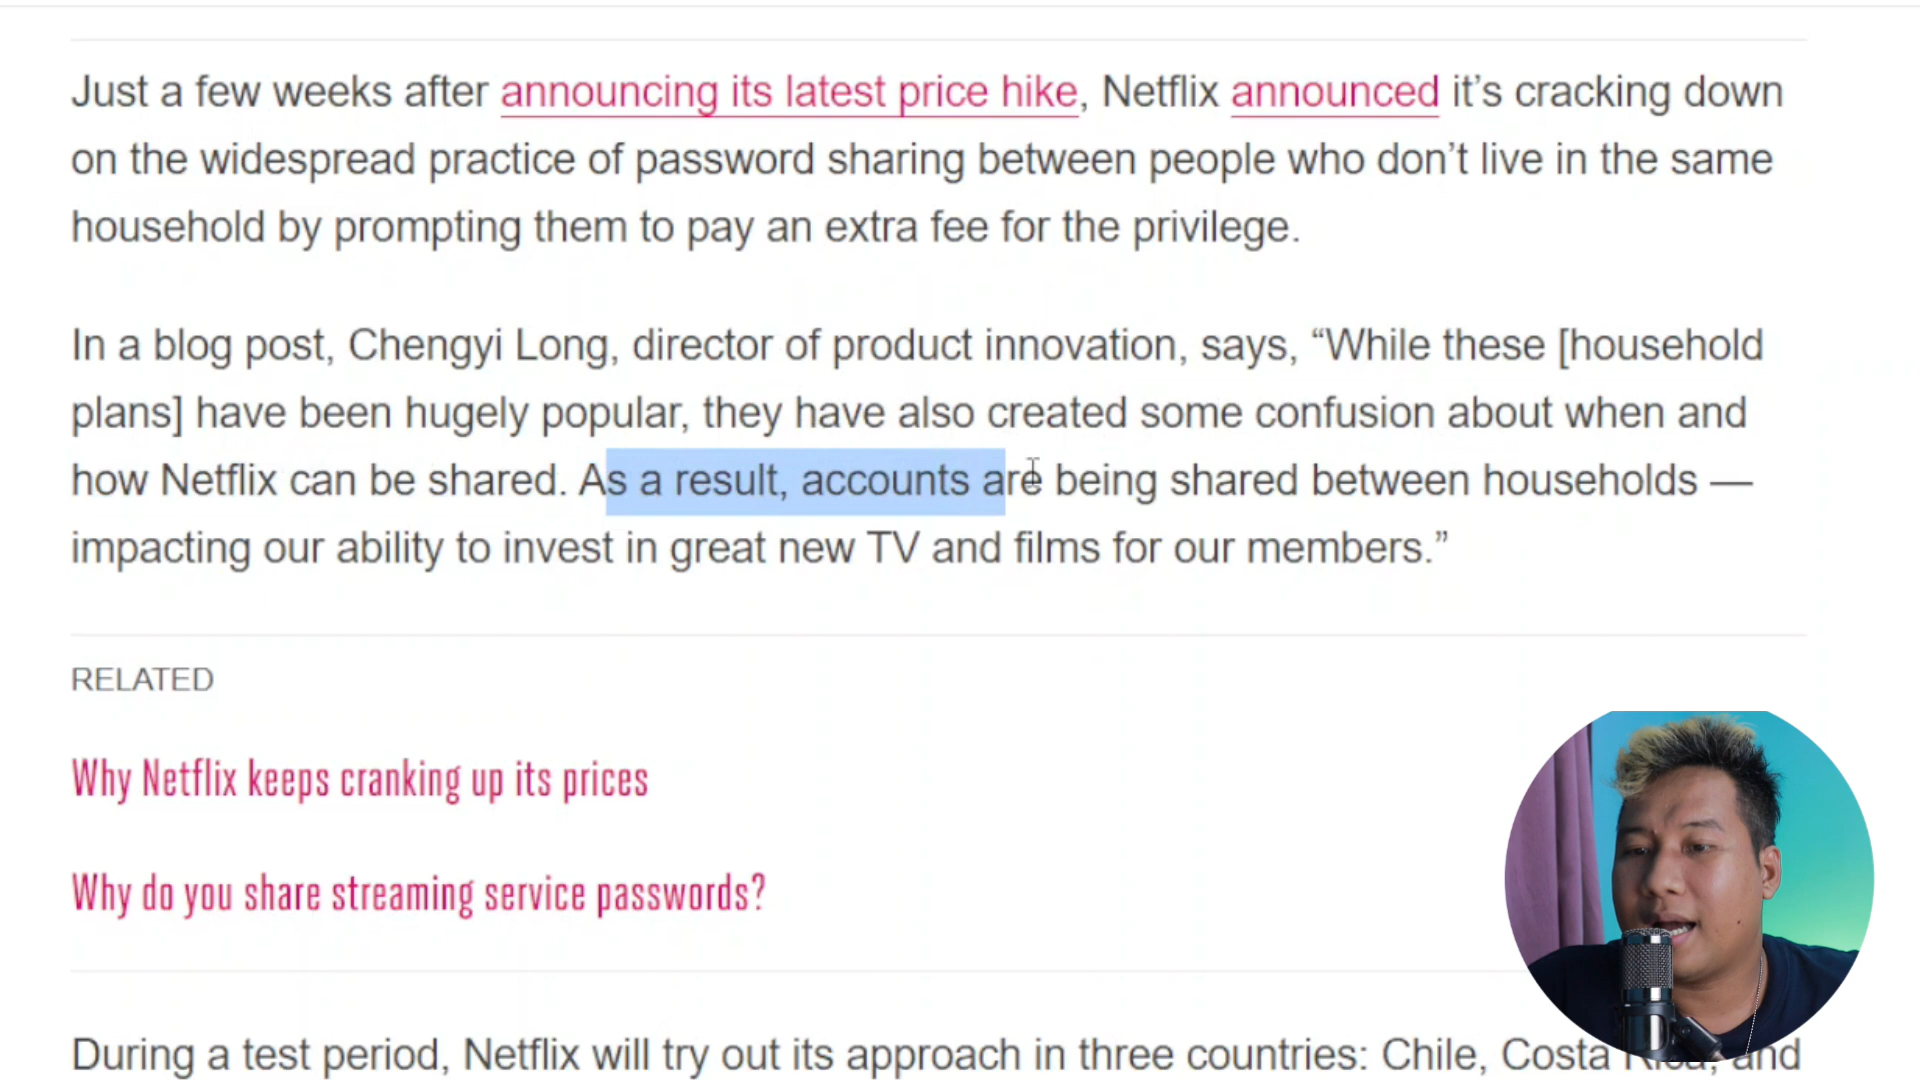 Just a few weeks after announcing its latest price hike, Netflix announced it’s cracking down
on the widespread practice of password sharing between people who don’t live in the same
household by prompting them to pay an extra fee for the privilege.
In a blog post, Chengyi Long, director of product innovation, says, “While these [household
plans] have been hugely popular, they have also created some confusion about when and
how Netflix can be shared. As a result, accounts are being shared between households —
impacting our ability to invest in great new TV and films for our members.”
RELATED
Why Netflix keeps cranking up its prices
Why do you share streaming service passwords?
During a test period, Netflix will try out its approach in three countries: Chile, Costa Rica, and